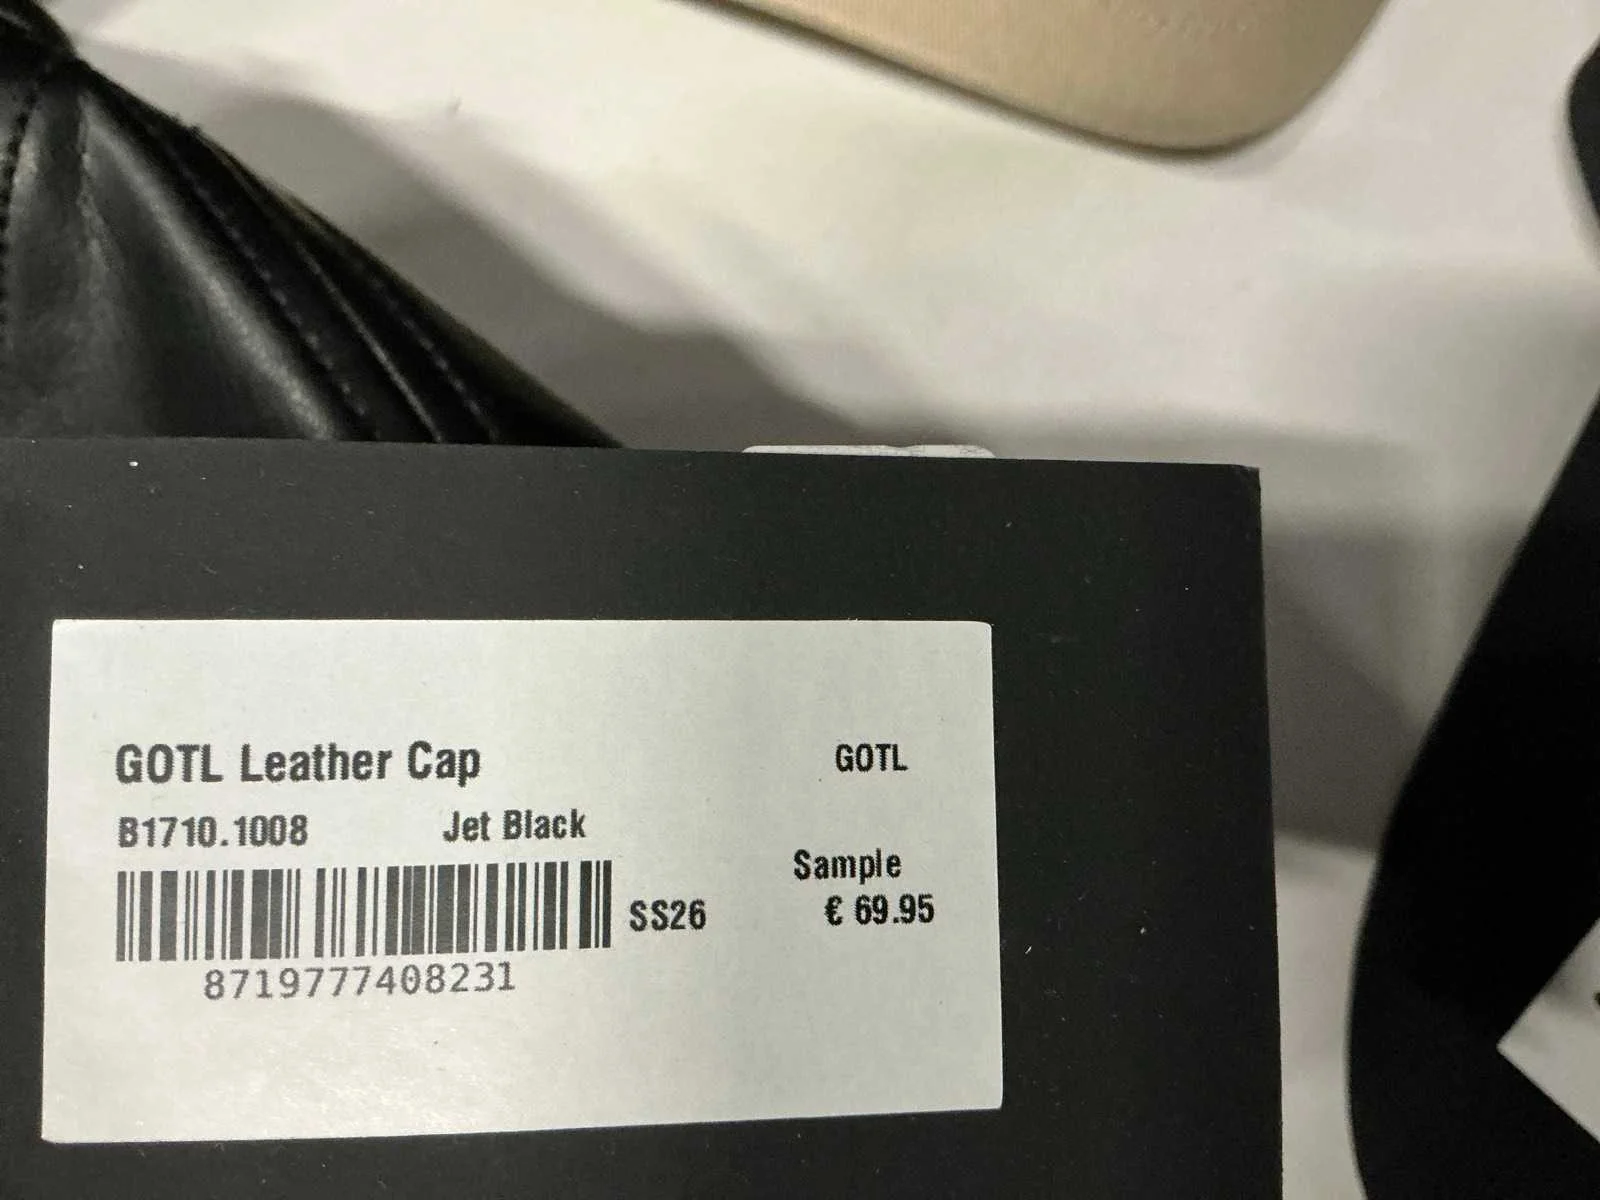 GOTL Leather Cap GOTL
B1710.1008 Jet Black
Sample
SS26 € 69.95
8719777408231